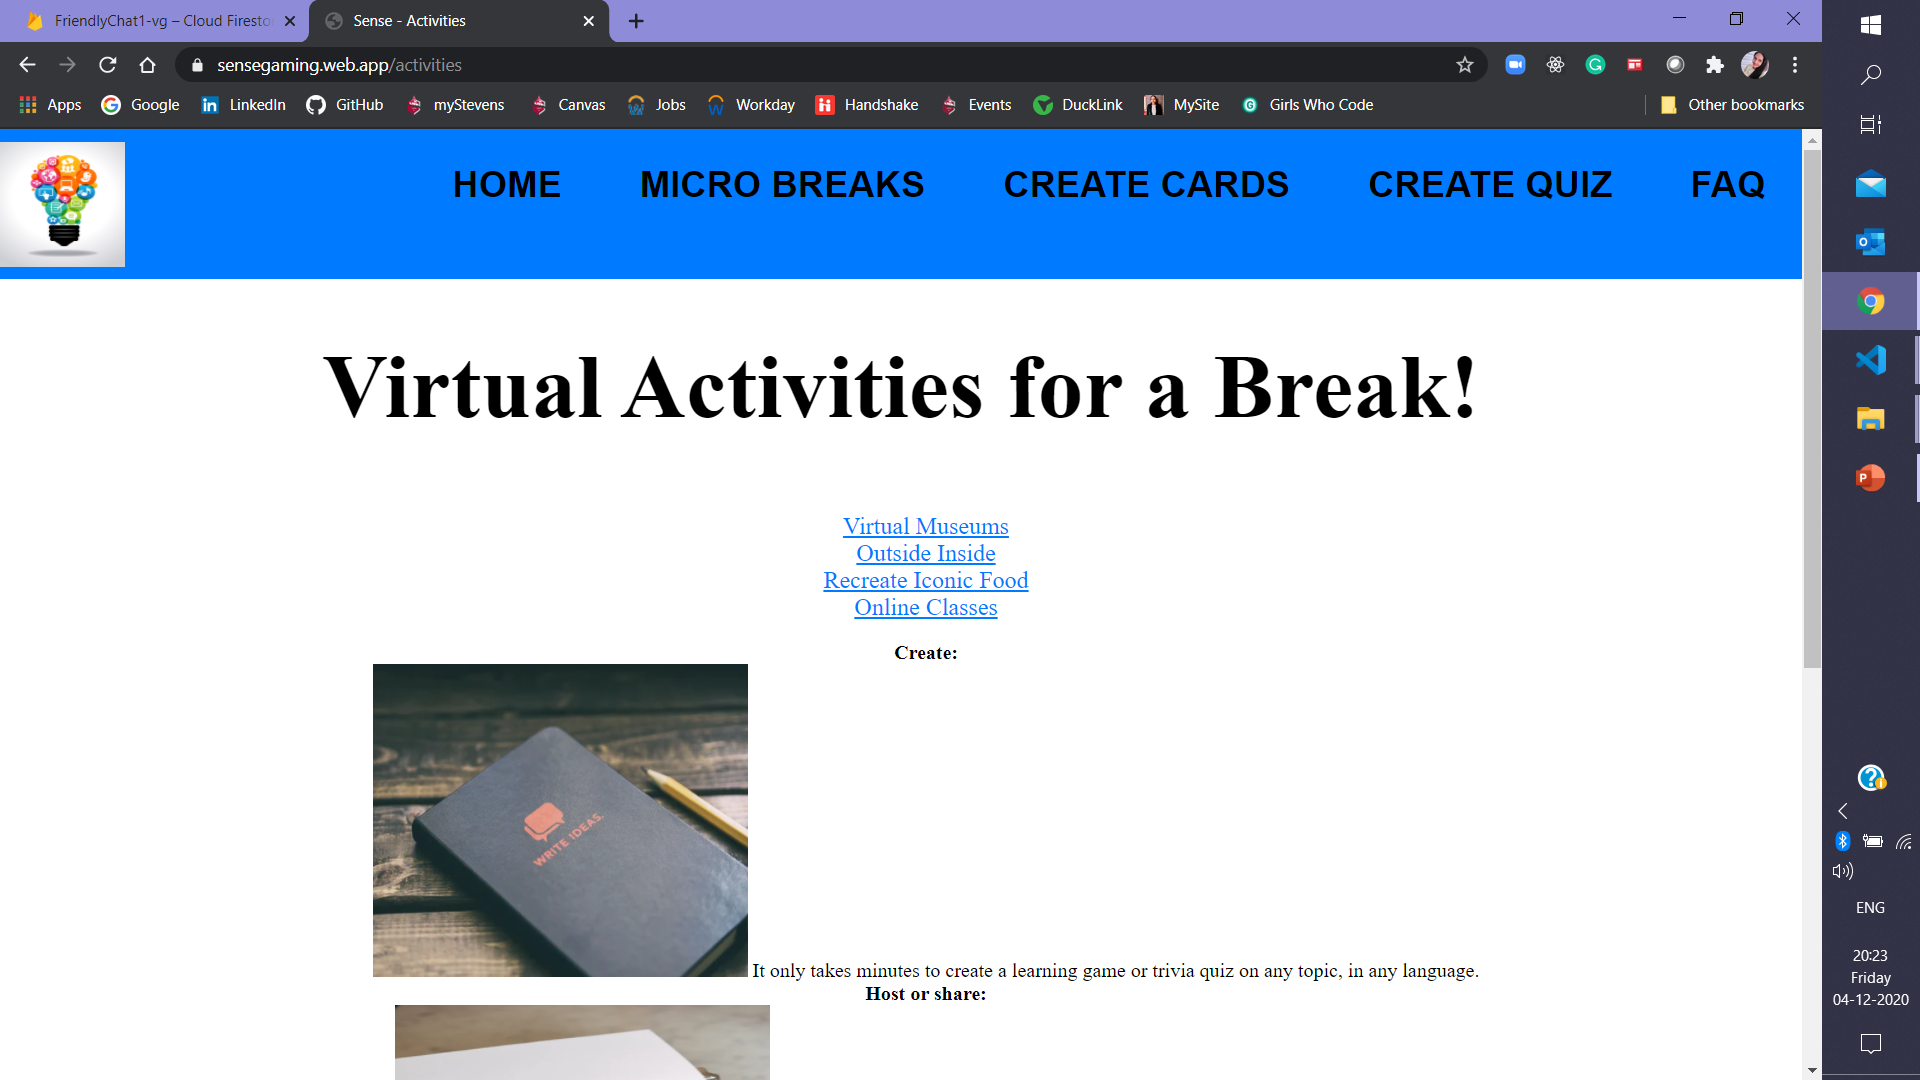 FriendlyChat1-vg – Cloud Firesto
Sense - Activities
sensegaming.web.app/activities
Apps
Google
LinkedIn
GitHub
myStevens
Canvas
Jobs
Workday
Handshake
Events
DuckLink
MySite
Girls Who Code
Other bookmarks
HOME
MICRO BREAKS
CREATE CARDS
CREATE QUIZ
FAQ
Virtual Activities for a Break!
Virtual Museums
Outside Inside
Recreate Iconic Food
Online Classes
Create:
WRITE IDEAS.
It only takes minutes to create a learning game or trivia quiz on any topic, in any language.
Host or share:
ENG
20:23
Friday
04-12-2020